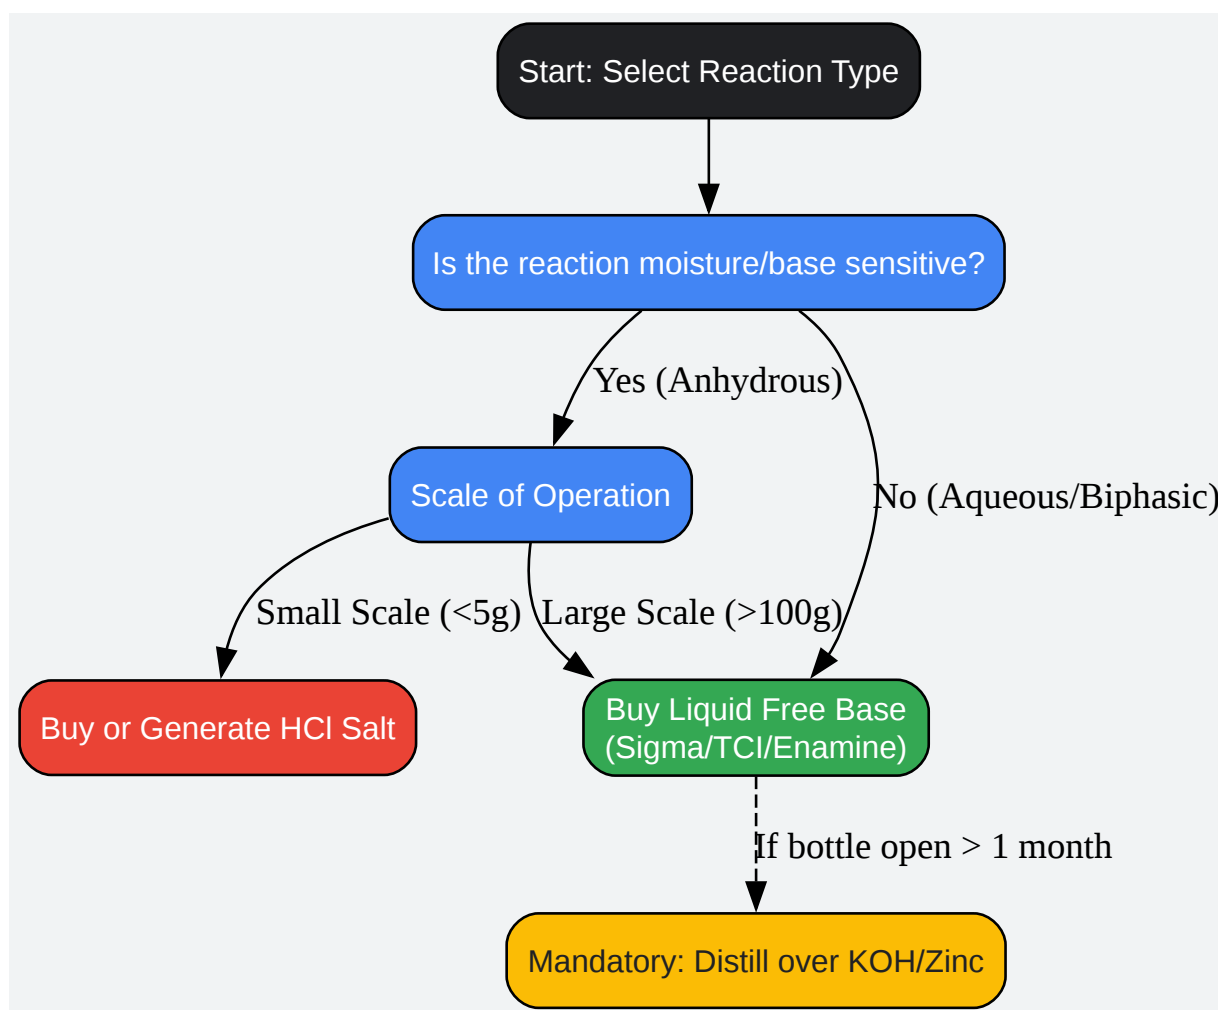 Start: Select Reaction Type
Is the reaction moisture/base sensitive?
Yes (Anhydrous)
Scale of Operation
No (Aqueous/Biphasic)
Small Scale (<5g)
Large Scale (>100g)
Buy or Generate HCl Salt
Buy Liquid Free Base
(Sigma/TCI/Enamine)
If bottle open > 1 month
Mandatory: Distill over KOH/Zinc